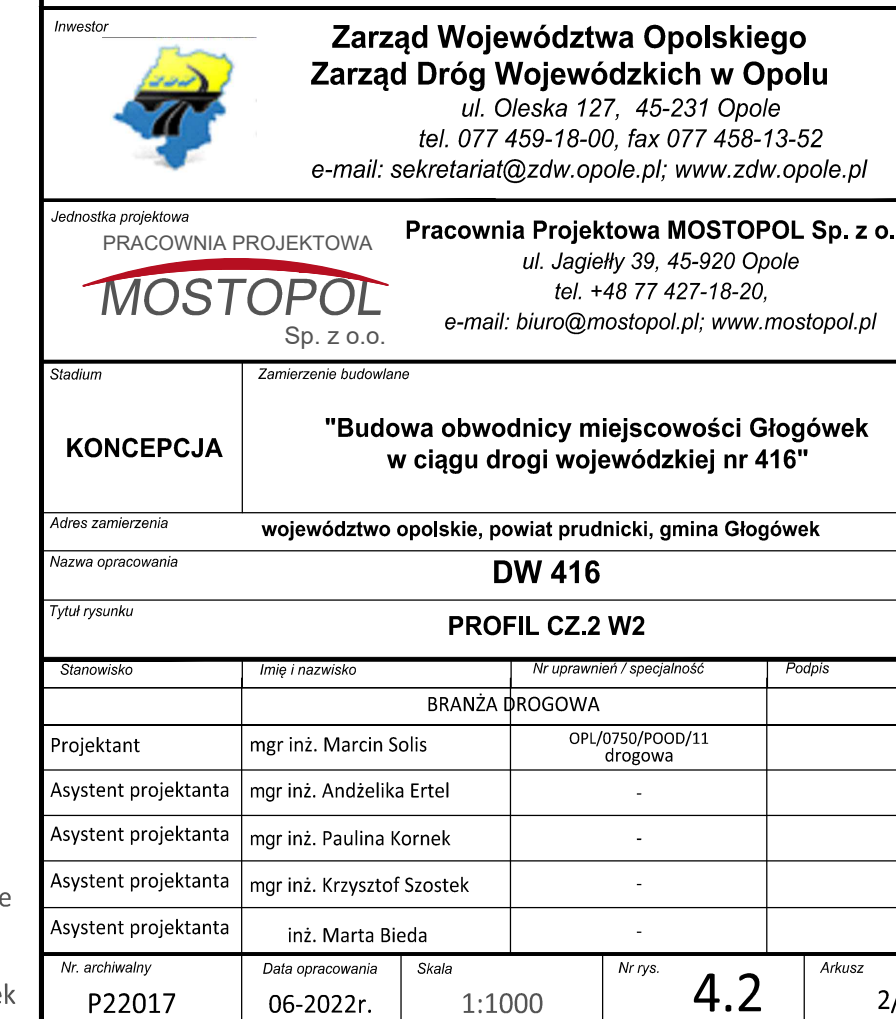 Inwestor
ZDW
Zarząd Województwa Opolskiego
Zarząd Dróg Wojewódzkich w Opolu
ul. Oleska 127, 45-231 Opole
tel. 077 459-18-00, fax 077 458-13-52
e-mail: sekretariat@zdw.opole.pl; www.zdw.opole.pl
Jednostka projektowa
PRACOWNIA PROJEKTOWA
MOSTOPOL
Sp. z o.o.
Pracownia Projektowa MOSTOPOL Sp. z o.
ul. Jagiełły 39, 45-920 Opole
tel. +48 77 427-18-20,
e-mail: biuro@mostopol.pl; www.mostopol.pl
Stadium
Zamierzenie budowlane
KONCEPCJA
"Budowa obwodnicy miejscowości Głogówek
w ciągu drogi wojewódzkiej nr 416"
Adres zamierzenia
województwo opolskie, powiat prudnicki, gmina Głogówek
Nazwa opracowania
DW 416
Tytuł rysunku
PROFIL CZ.2 W2
Stanowisko Imię i nazwisko Nr uprawnień / specjalność Podpis
BRANŻA DROGOWA
Projektant mgr inż. Marcin Solis OPL/0750/POOD/11
drogowa
Asystent projektanta mgr inż. Andżelika Ertel -
Asystent projektanta mgr inż. Paulina Kornek -
Asystent projektanta mgr inż. Krzysztof Szostek -
Asystent projektanta inż. Marta Bieda -
e
ek
Nr. archiwalny Data opracowania Skala Nr rys. Arkusz
P22017 06-2022r. 1:1000 4.2 2/